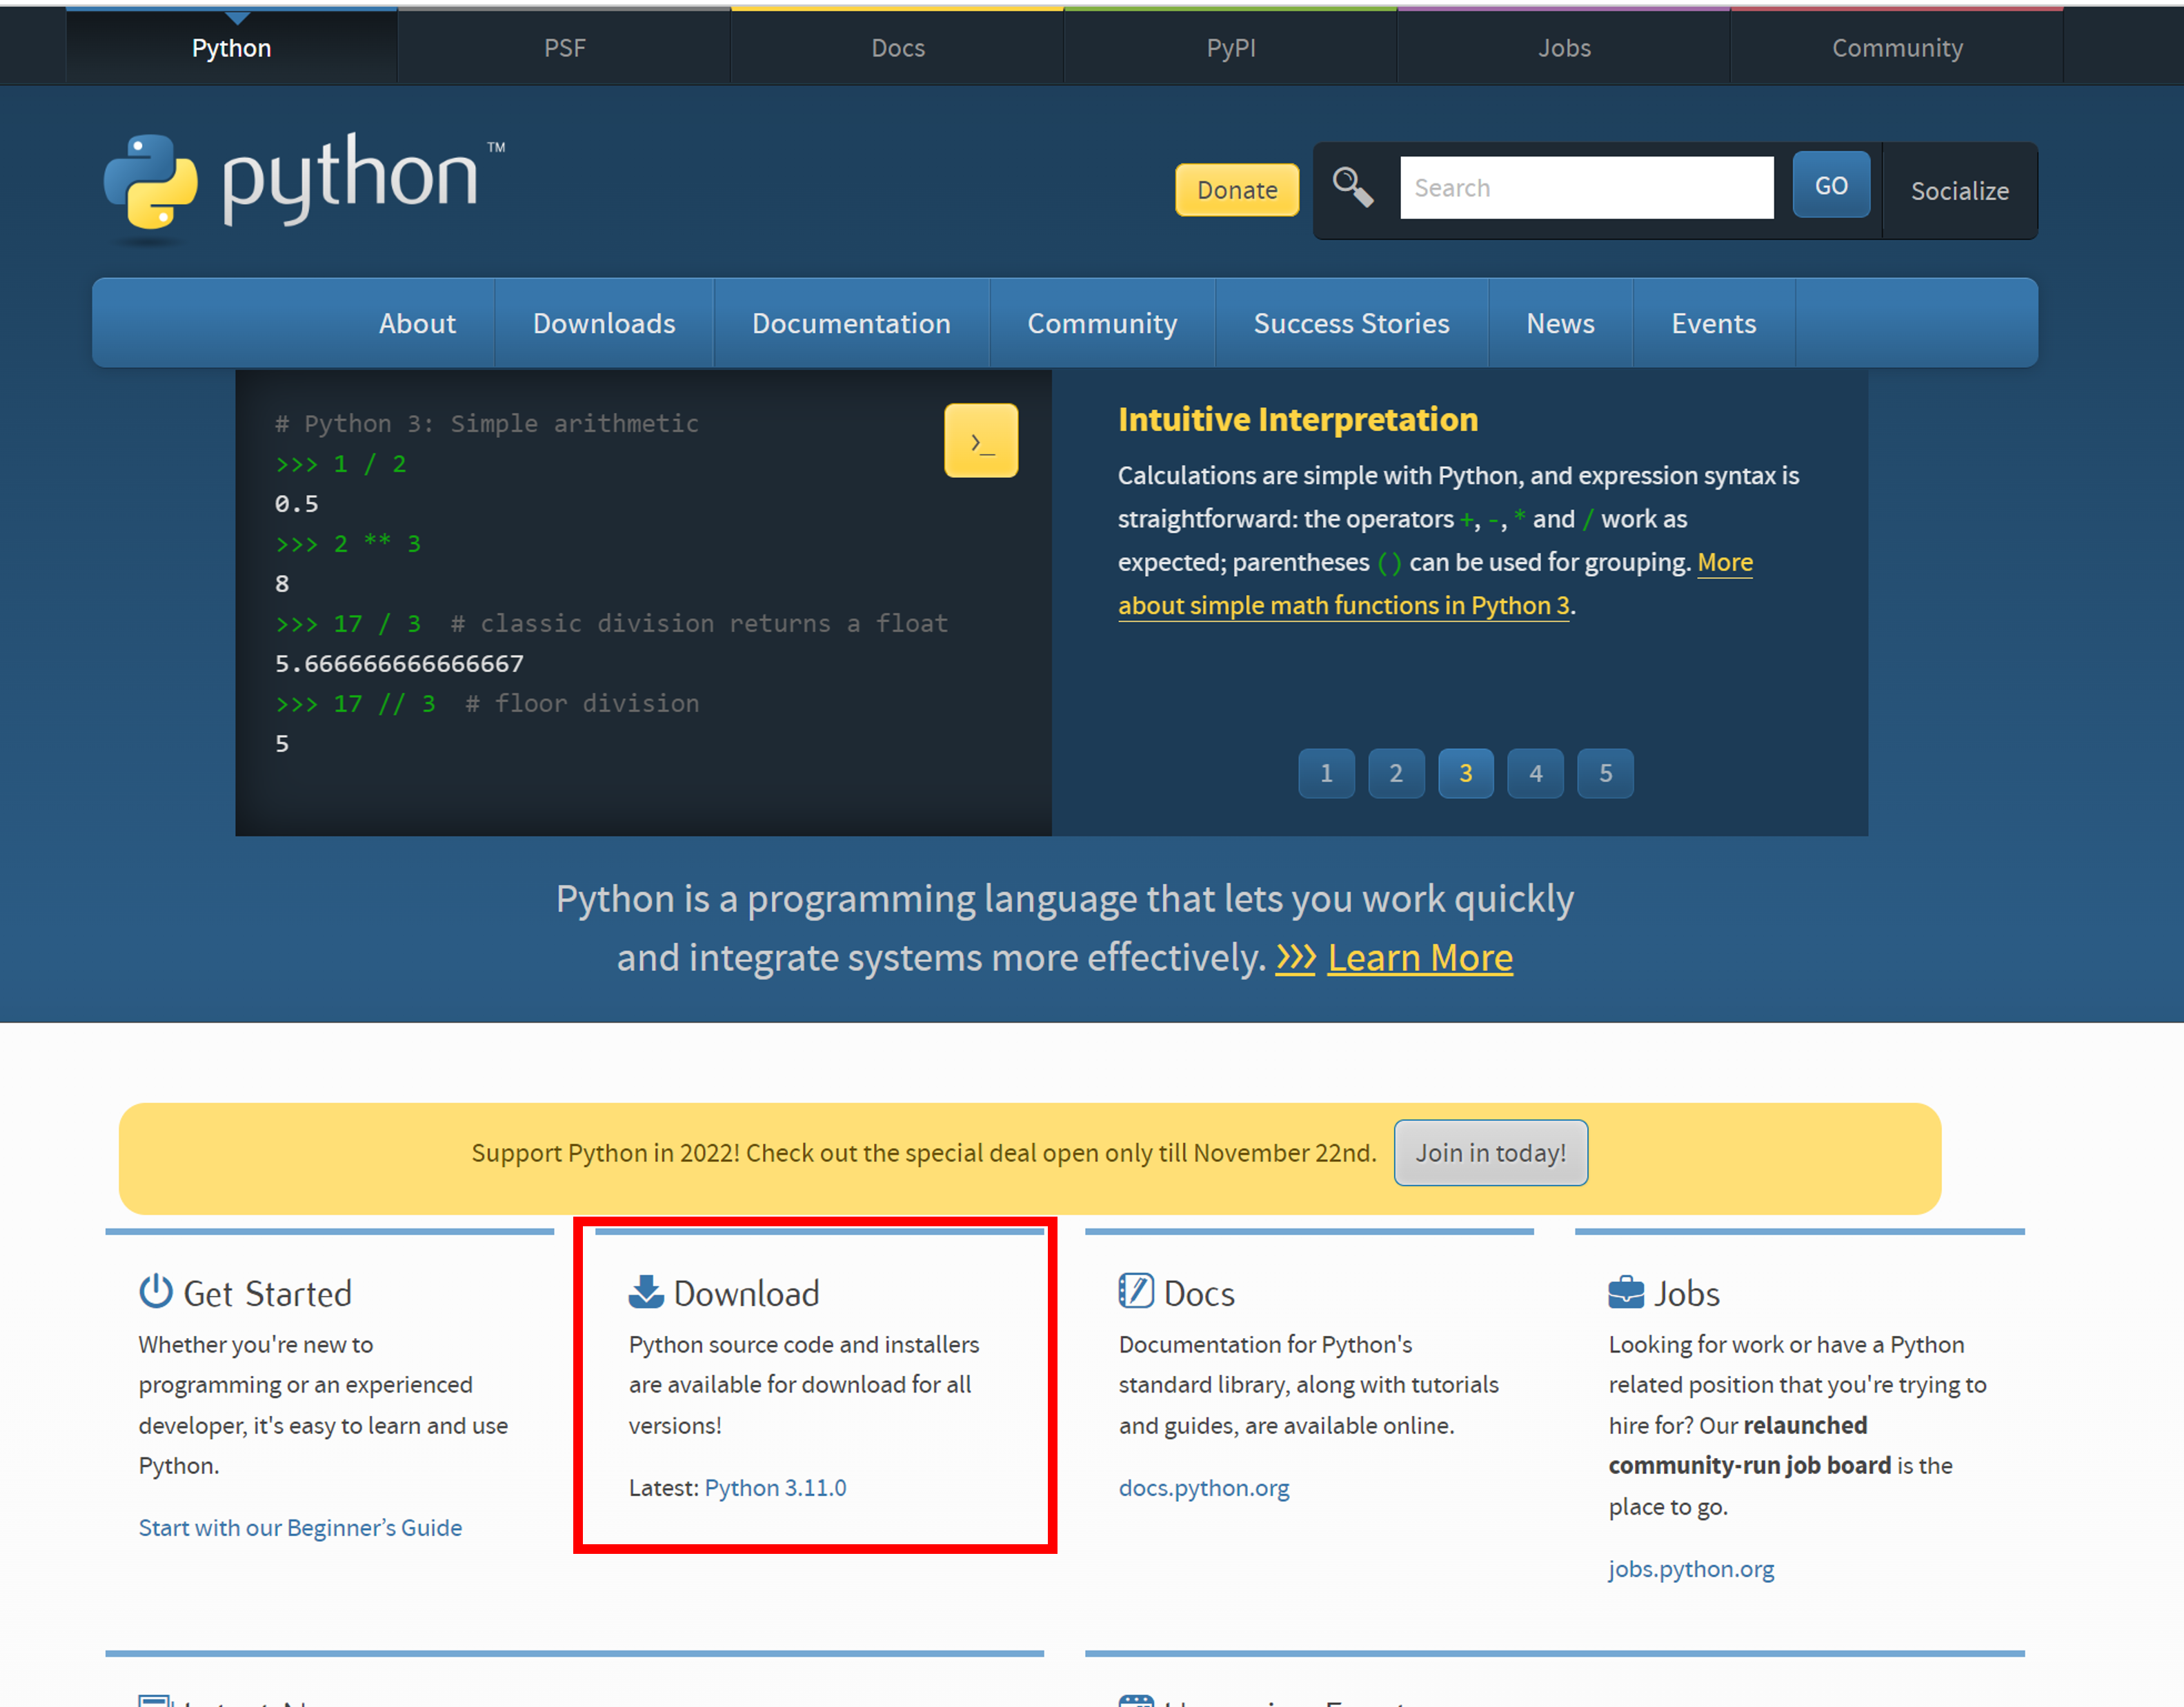 Python PSF Docs PyPI Jobs Community
python ™
Donate Search GO Socialize
About Downloads Documentation Community Success Stories News Events
# Python 3: Simple arithmetic
>>> 1 / 2
0.5
>>> 2 ** 3
8
>>> 17 / 3  # classic division returns a float
5.666666666666667
>>> 17 // 3  # floor division
5
>_
Intuitive Interpretation
Calculations are simple with Python, and expression syntax is
straightforward: the operators +, -, * and / work as
expected; parentheses () can be used for grouping. More
about simple math functions in Python 3.
1 2 3 4 5
Python is a programming language that lets you work quickly
and integrate systems more effectively. >>> Learn More
Support Python in 2022! Check out the special deal open only till November 22nd. Join in today!
Get Started
Whether you're new to
programming or an experienced
developer, it's easy to learn and use
Python.
Start with our Beginner’s Guide
Download
Python source code and installers
are available for download for all
versions!
Latest: Python 3.11.0
Docs
Documentation for Python's
standard library, along with tutorials
and guides, are available online.
docs.python.org
Jobs
Looking for work or have a Python
related position that you're trying to
hire for? Our relaunched
community-run job board is the
place to go.
jobs.python.org